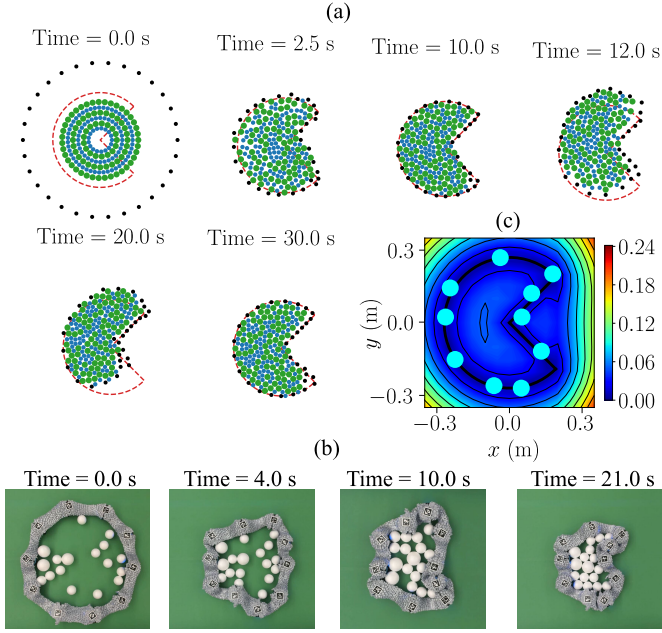 (a)
Time = 0.0 s
Time = 2.5 s
Time = 10.0 s
Time = 12.0 s
Time = 20.0 s
Time = 30.0 s
(c)
0.3
0.0
−0.3
y (m)
−0.3
0.0
0.3
x (m)
0.24
0.18
0.12
0.06
0.00
(b)
Time = 0.0 s
Time = 4.0 s
Time = 10.0 s
Time = 21.0 s